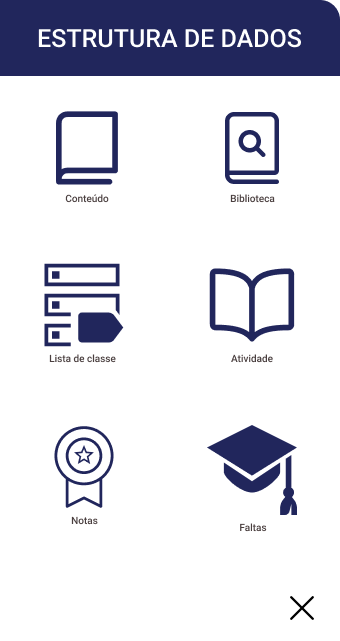 ESTRUTURA DE DADOS
Conteúdo
Biblioteca
Lista de classe
Atividade
Notas
Faltas